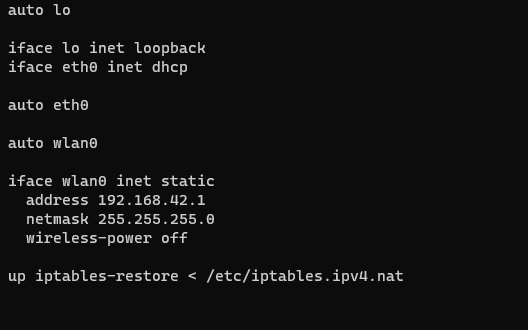 auto lo
iface lo inet loopback
iface eth0 inet dhcp
auto eth0
auto wlan0
iface wlan0 inet static
address 192.168.42.1
netmask 255.255.255.0
wireless-power off
up iptables-restore < /etc/iptables.ipv4.nat